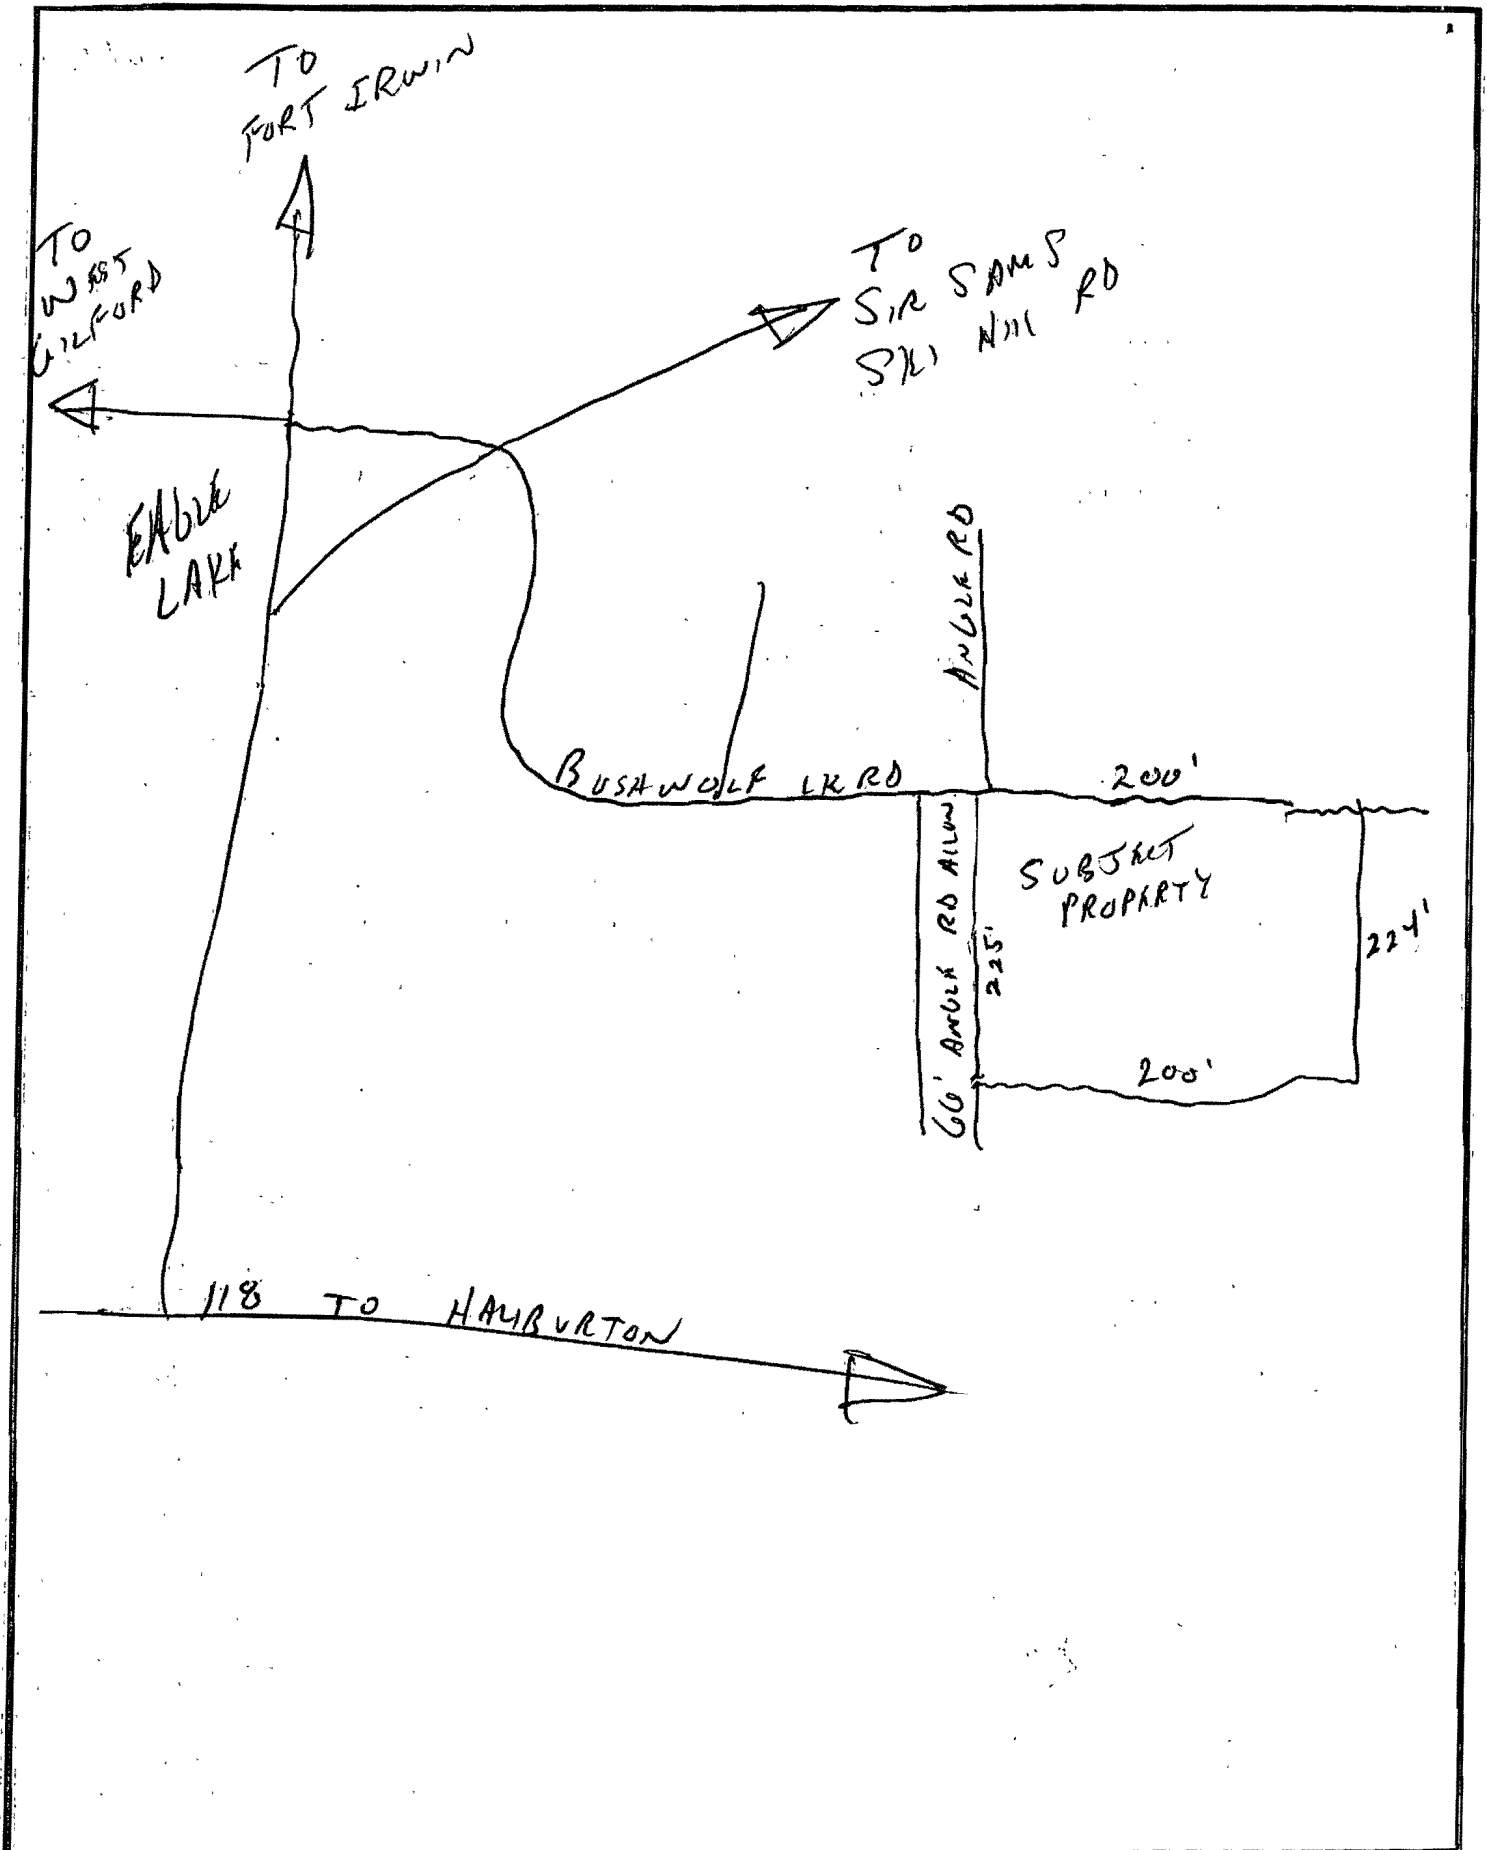 TO
FORT IRWIN
TO
WEST
GILFORD
TO
SIR SAMS
SKI HILL RD
EAGLE
LAKE
ANGLE RD
BUSHWOLF LK RD
200'
SUBJECT
PROPERTY
66' ANGLE RD ALLOW
225'
224'
200'
118 TO HALIBURTON